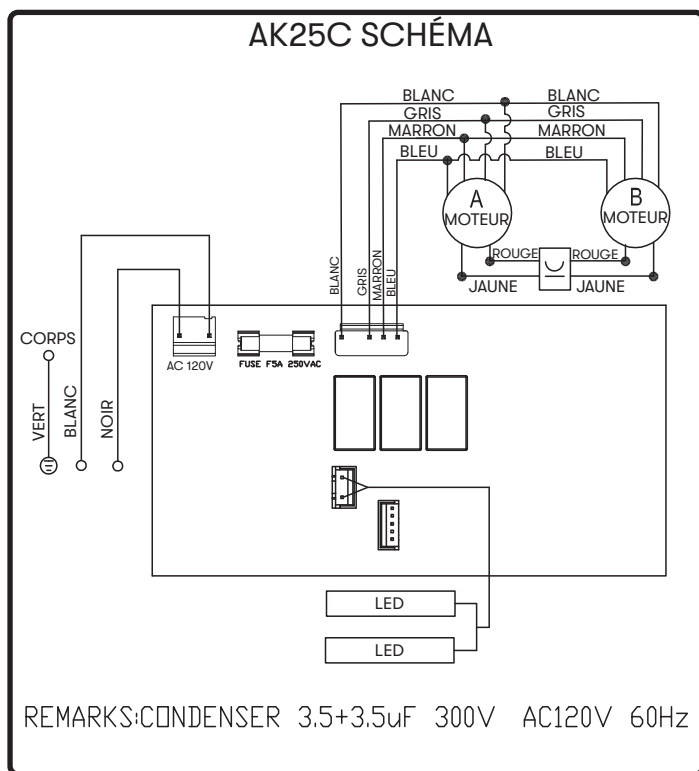 AK25C SCHÉMA
BLANC BLANC
GRIS GRIS
MARRON MARRON
BLEU BLEU
A B
MOTEUR MOTEUR
ROUGE ROUGE
JAUNE JAUNE
BLANC
GRIS
MARRON
BLEU
CORPS
AC 120V
FUSE F5A 250VAC
VERT
BLANC
NOIR
LED
LED
REMARKS:CONDENSER 3.5+3.5uF 300V AC120V 60Hz